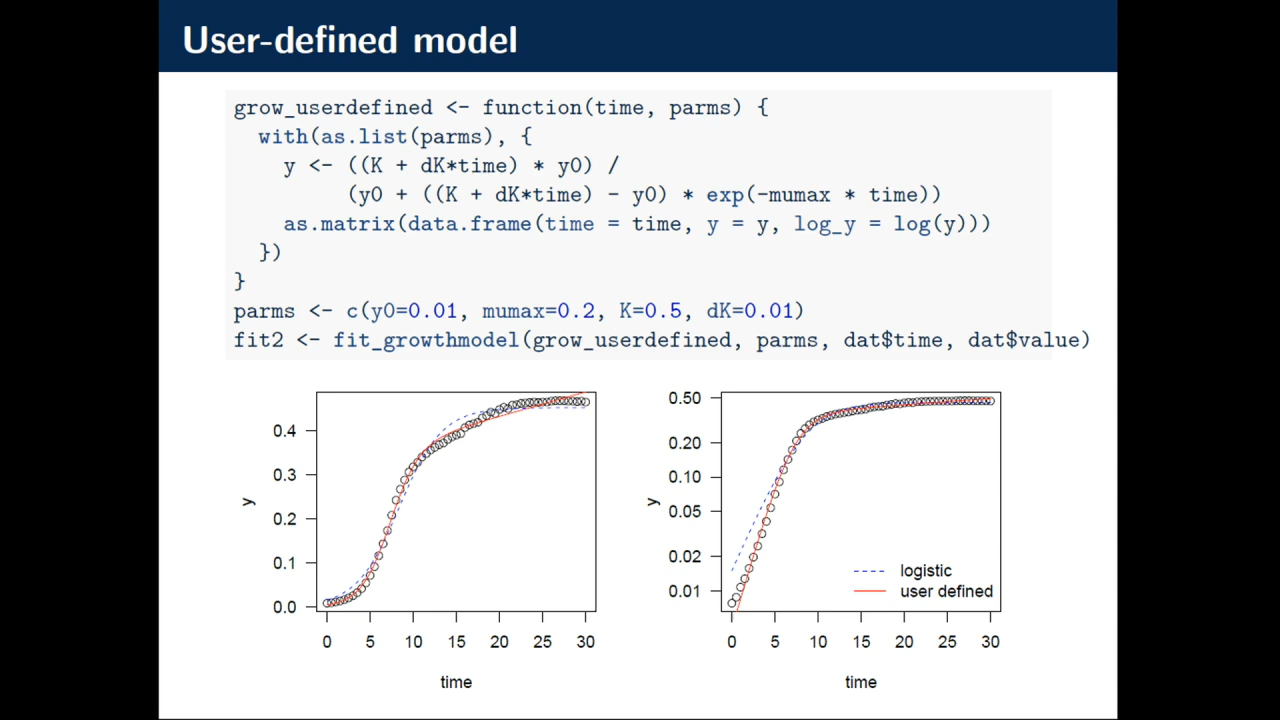 User-defined model
grow_userdefined <- function(time, parms) {
with(as.list(parms), {
y <- ((K + dK*time) * y0) /
(y0 + ((K + dK*time) - y0) * exp(-mumax * time))
as.matrix(data.frame(time = time, y = y, log_y = log(y)))
})
}
parms <- c(y0=0.01, mumax=0.2, K=0.5, dK=0.01)
fit2 <- fit_growthmodel(grow_userdefined, parms, dat$time, dat$value)
0.4
0.3
0.2
0.1
0.0
y
0 5 10 15 20 25 30
time
0.50
0.20
0.10
0.05
0.02
0.01
y
logistic
user defined
0 5 10 15 20 25 30
time